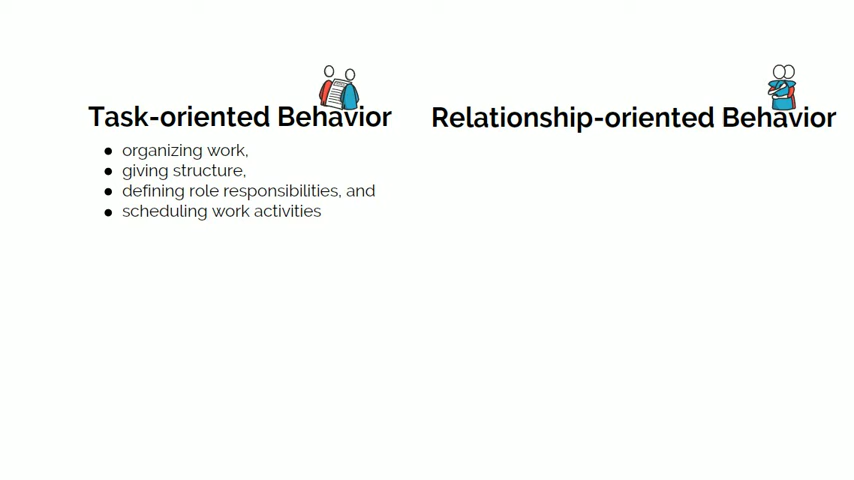 Task-oriented Behavior
● organizing work,
● giving structure,
● defining role responsibilities, and
● scheduling work activities
Relationship-oriented Behavior